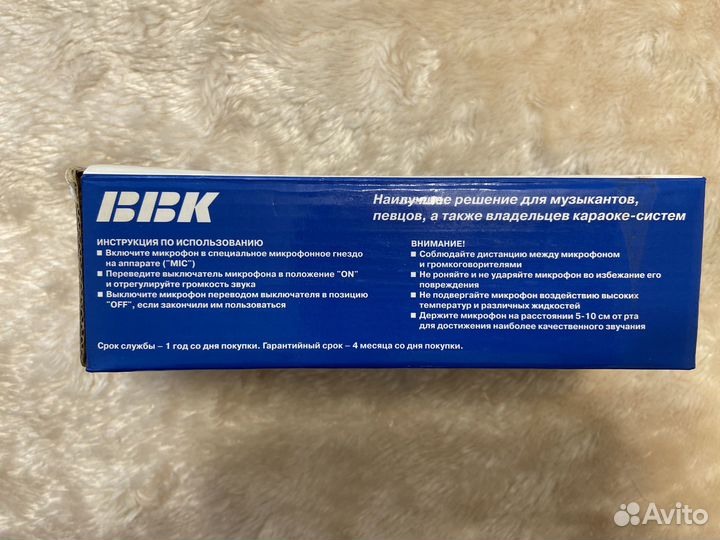 BBK
Наилучшее решение для музыкантов,
певцов, а также владельцев караоке-систем
ИНСТРУКЦИЯ ПО ИСПОЛЬЗОВАНИЮ
■ Включите микрофон в специальное микрофонное гнездо
на аппарате ("MIC")
■ Переведите выключатель микрофона в положение "ON"
и отрегулируйте громкость звука
■ Выключите микрофон переводом выключателя в позицию
"OFF", если закончили им пользоваться
ВНИМАНИЕ!
■ Соблюдайте дистанцию между микрофоном
и громкоговорителями
■ Не роняйте и не ударяйте микрофон во избежание его
повреждения
■ Не подвергайте микрофон воздействию высоких
температур и различных жидкостей
■ Держите микрофон на расстоянии 5-10 см от рта
для достижения наиболее качественного звучания
Срок службы – 1 год со дня покупки. Гарантийный срок – 4 месяца со дня покупки.
Avito